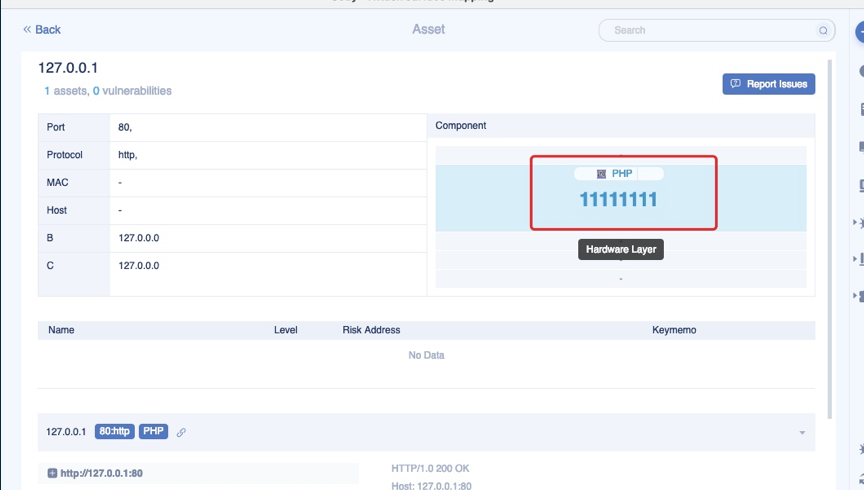 « Back
Asset
Search
127.0.0.1
1 assets, 0 vulnerabilities
Report Issues
Port 80,
Protocol http,
MAC -
Host -
B 127.0.0.0
C 127.0.0.0
Component
PHP
11111111
Hardware Layer
-
Name Level Risk Address Keymemo
No Data
127.0.0.1 80:http PHP
http://127.0.0.1:80
HTTP/1.0 200 OK
Host: 127.0.0.1:80